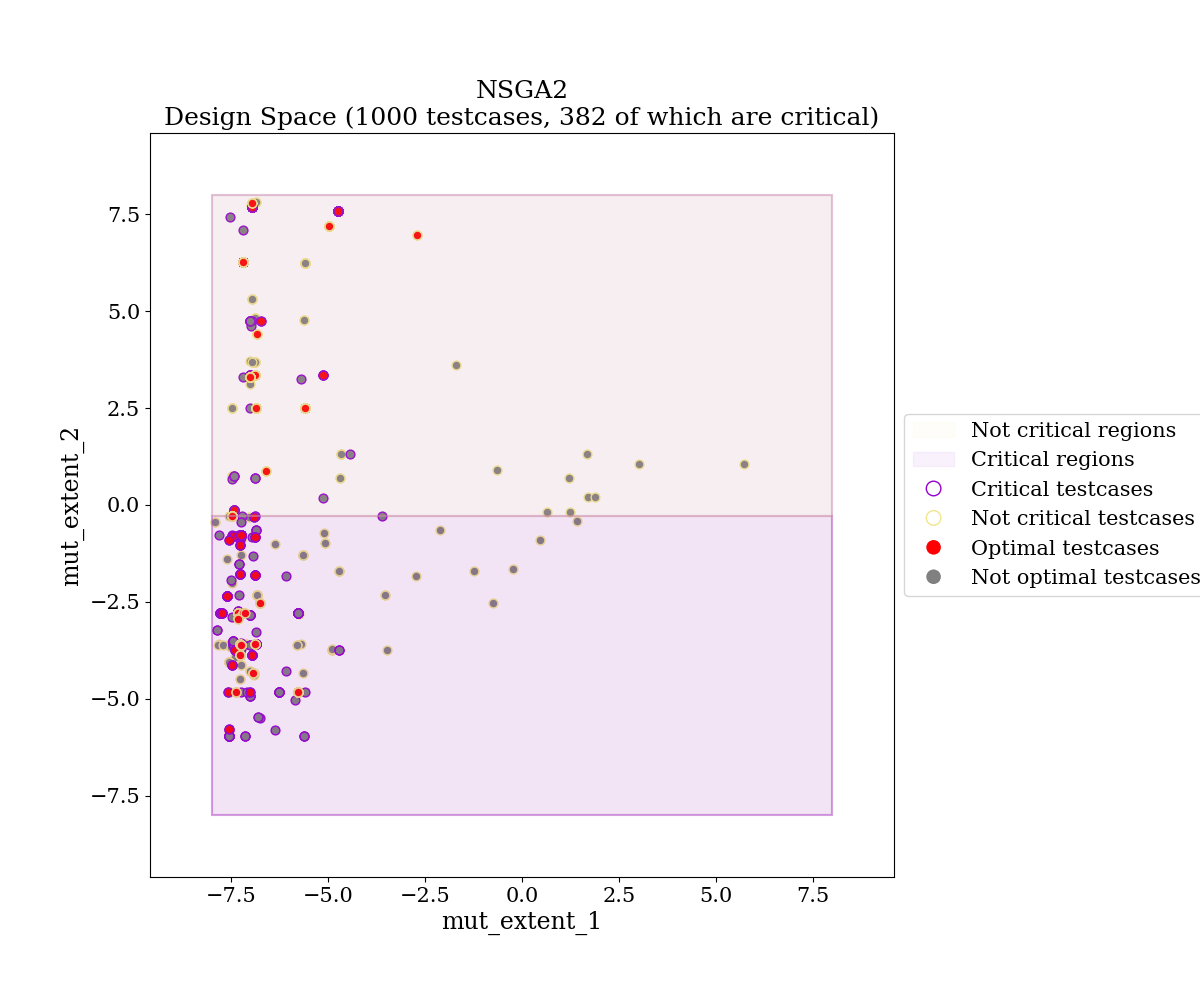 NSGA2
Design Space (1000 testcases, 382 of which are critical)
7.5
5.0
2.5
0.0
−2.5
−5.0
−7.5
mut_extent_2
−7.5
−5.0
−2.5
0.0
2.5
5.0
7.5
mut_extent_1
Not critical regions
Critical regions
Critical testcases
Not critical testcases
Optimal testcases
Not optimal testcases